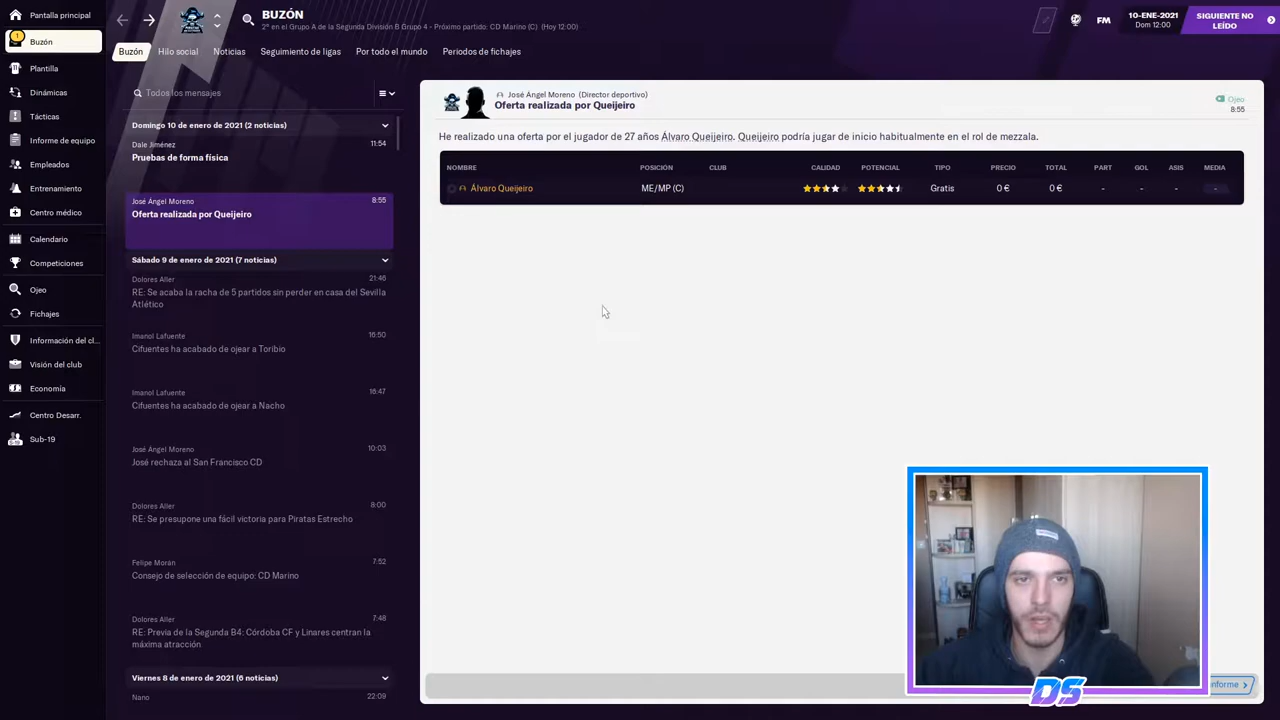 Pantalla principal
BUZÓN
2º en el Grupo A de la Segunda División B Grupo 4 - Próximo partido: CD Marino (C) (Hoy 12:00)
FM
10-ENE-2021
Dom 12:00
SIGUIENTE NO LEÍDO
1
Buzón
Plantilla
Dinámicas
Tácticas
Informe de equipo
Empleados
Entrenamiento
Centro médico
Calendario
Competiciones
Ojeo
Fichajes
Información del cl...
Visión del club
Economía
Centro Desarr.
Sub-19
Buzón
Hilo social
Noticias
Seguimiento de ligas
Por todo el mundo
Periodos de fichajes
Todos los mensajes
Domingo 10 de enero de 2021 (2 noticias)
Dale Jiménez 11:54
Pruebas de forma física
José Ángel Moreno 8:55
Oferta realizada por Queijeiro
Sábado 9 de enero de 2021 (7 noticias)
Dolores Aller 21:46
RE: Se acaba la racha de 5 partidos sin perder en casa del Sevilla
Atlético
Imanol Lafuente 16:50
Cifuentes ha acabado de ojear a Toribio
Imanol Lafuente 16:47
Cifuentes ha acabado de ojear a Nacho
José Ángel Moreno 10:03
José rechaza al San Francisco CD
Dolores Aller 8:00
RE: Se presupone una fácil victoria para Piratas Estrecho
Felipe Morán 7:52
Consejo de selección de equipo: CD Marino
Dolores Aller 7:48
RE: Previa de la Segunda B4: Córdoba CF y Linares centran la
máxima atracción
Viernes 8 de enero de 2021 (6 noticias)
Nano 22:09
José Ángel Moreno (Director deportivo)
Oferta realizada por Queijeiro
Ojeo
8:55
He realizado una oferta por el jugador de 27 años Álvaro Queijeiro. Queijeiro podría jugar de inicio habitualmente en el rol de mezzala.
NOMBRE POSICIÓN CLUB CALIDAD POTENCIAL TIPO PRECIO TOTAL PART GOL ASIS MEDIA
Álvaro Queijeiro ME/MP (C) Gratis 0 € 0 € - - - -
onforme
DS